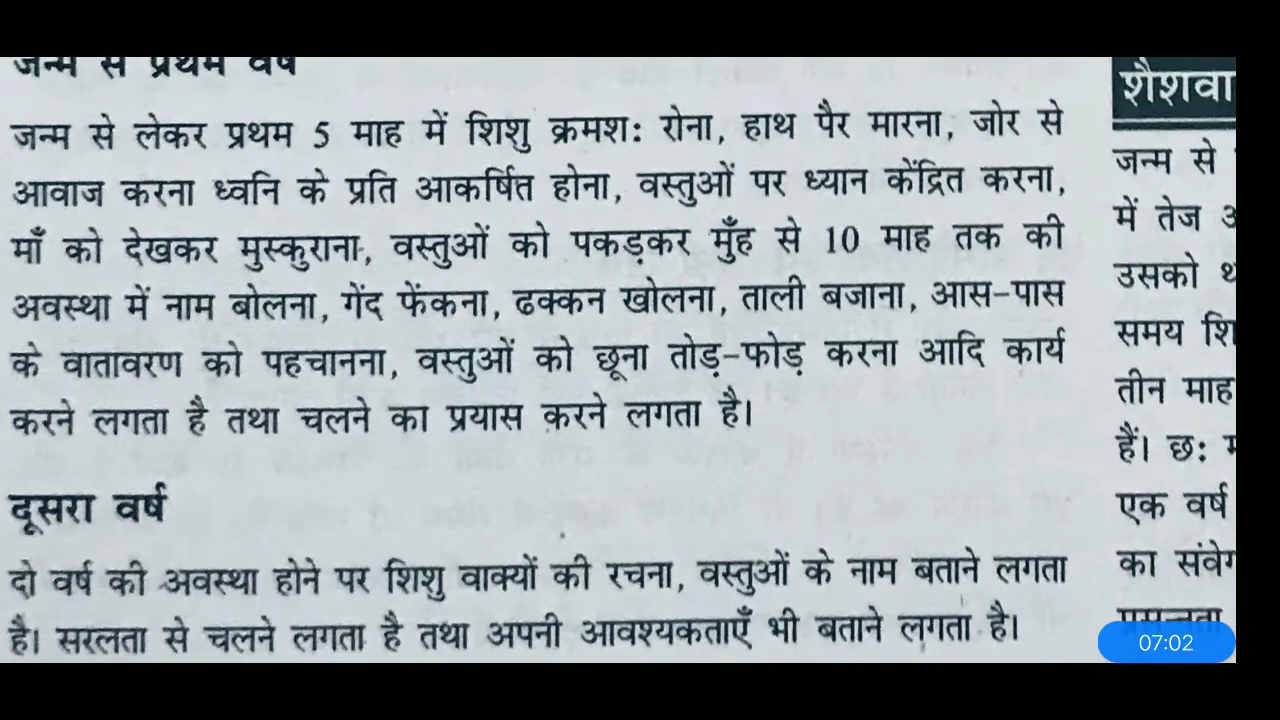 जन्म से प्रथम वर्ष
जन्म से लेकर प्रथम 5 माह में शिशु क्रमश: रोना, हाथ पैर मारना, जोर से
आवाज करना ध्वनि के प्रति आकर्षित होना, वस्तुओं पर ध्यान केंद्रित करना,
माँ को देखकर मुस्कुराना, वस्तुओं को पकड़कर मुँह से 10 माह तक की
अवस्था में नाम बोलना, गेंद फेंकना, ढक्कन खोलना, ताली बजाना, आस-पास
के वातावरण को पहचानना, वस्तुओं को छूना तोड़-फोड़ करना आदि कार्य
करने लगता है तथा चलने का प्रयास करने लगता है।
दूसरा वर्ष
दो वर्ष की अवस्था होने पर शिशु वाक्यों की रचना, वस्तुओं के नाम बताने लगता
है। सरलता से चलने लगता है तथा अपनी आवश्यकताएँ भी बताने लगता है।
शैशवा
जन्म से
में तेज
उसको
समय शि
तीन माह
हैं। छ:
एक वर्ष
का संवेग
07:02